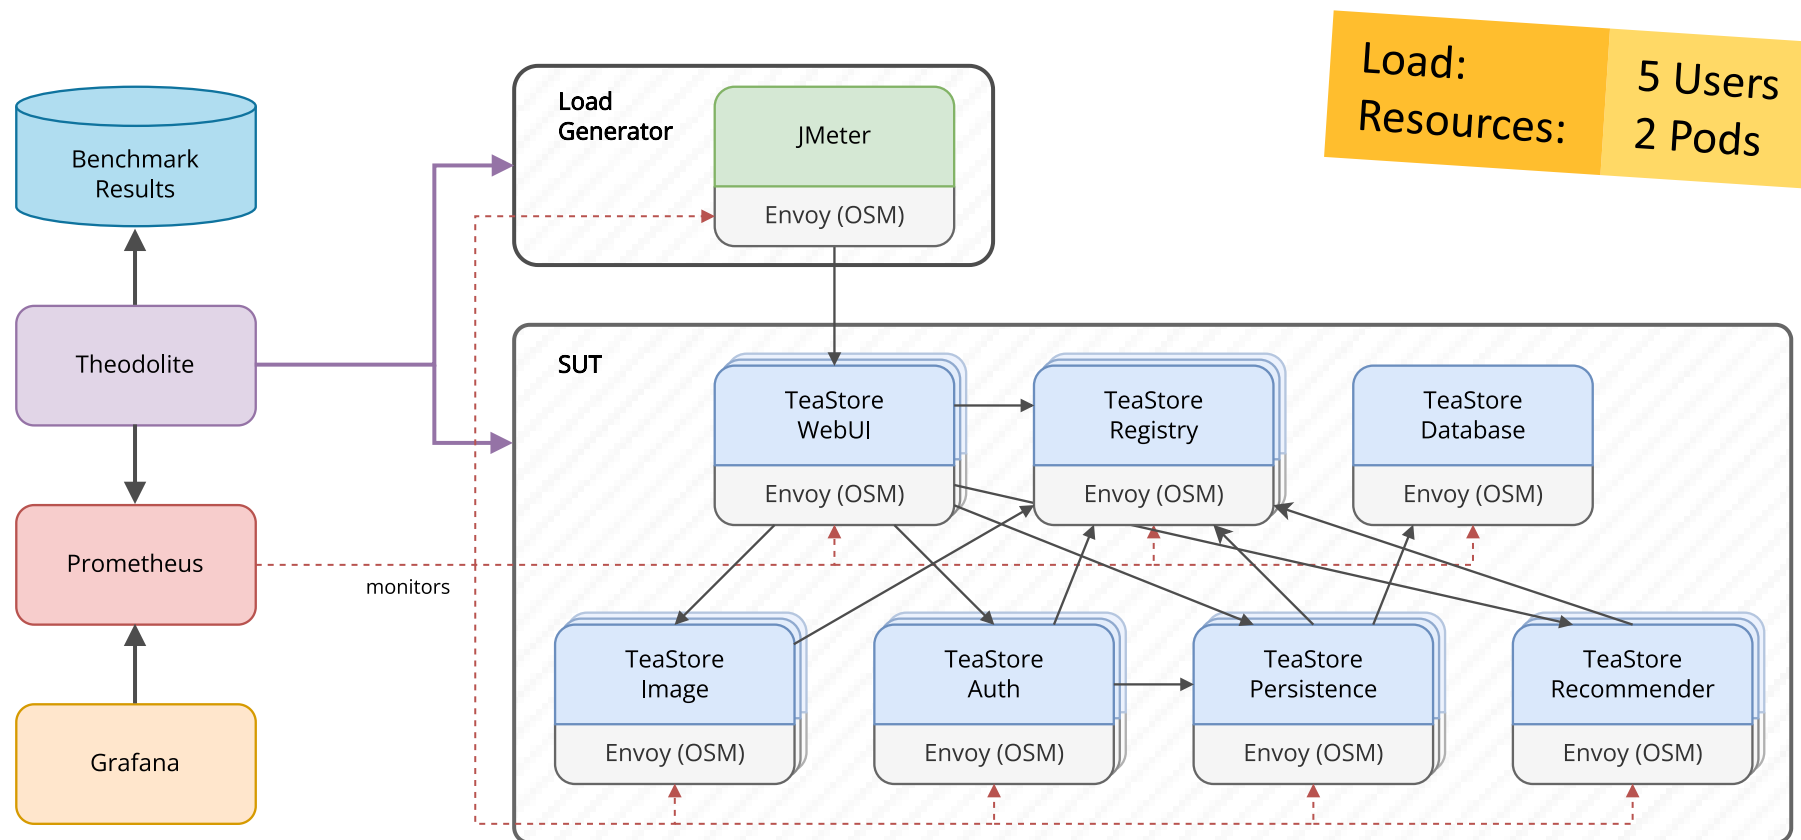 Load:
5 Users
Resources:
2 Pods
Load
Generator
JMeter
Envoy (OSM)
Benchmark
Results
Theodolite
Prometheus
monitors
Grafana
SUT
TeaStore
WebUI
Envoy (OSM)
TeaStore
Registry
Envoy (OSM)
TeaStore
Database
Envoy (OSM)
TeaStore
Image
Envoy (OSM)
TeaStore
Auth
Envoy (OSM)
TeaStore
Persistence
Envoy (OSM)
TeaStore
Recommender
Envoy (OSM)